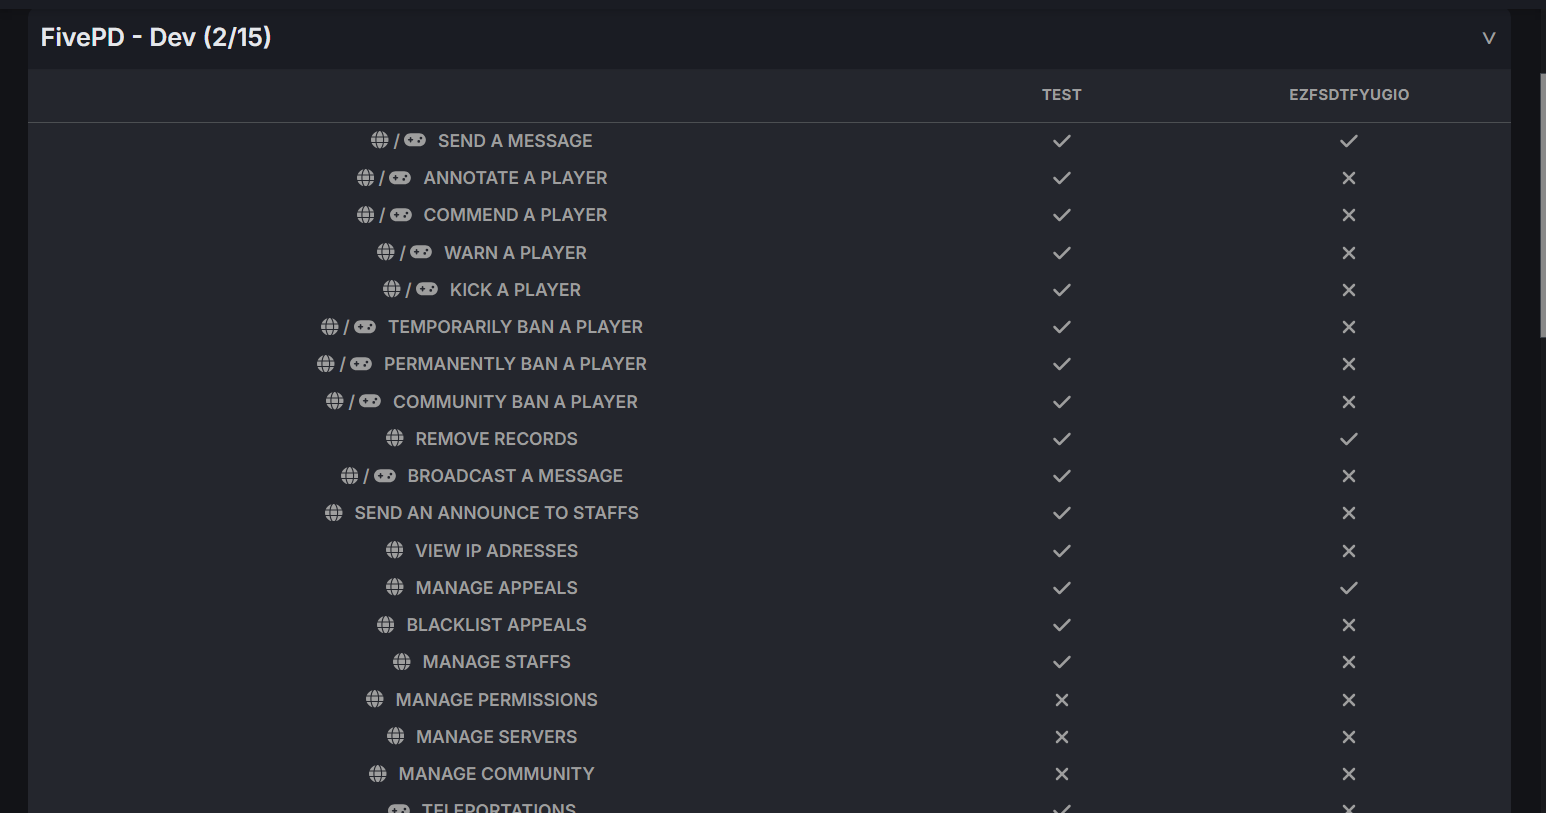 FivePD - Dev (2/15)
TEST EZFSDTFYUGIO
/ SEND A MESSAGE
/ ANNOTATE A PLAYER
/ COMMEND A PLAYER
/ WARN A PLAYER
/ KICK A PLAYER
/ TEMPORARILY BAN A PLAYER
/ PERMANENTLY BAN A PLAYER
/ COMMUNITY BAN A PLAYER
REMOVE RECORDS
/ BROADCAST A MESSAGE
SEND AN ANNOUNCE TO STAFFS
VIEW IP ADRESSES
MANAGE APPEALS
BLACKLIST APPEALS
MANAGE STAFFS
MANAGE PERMISSIONS
MANAGE SERVERS
MANAGE COMMUNITY
TELEPORTATIONS